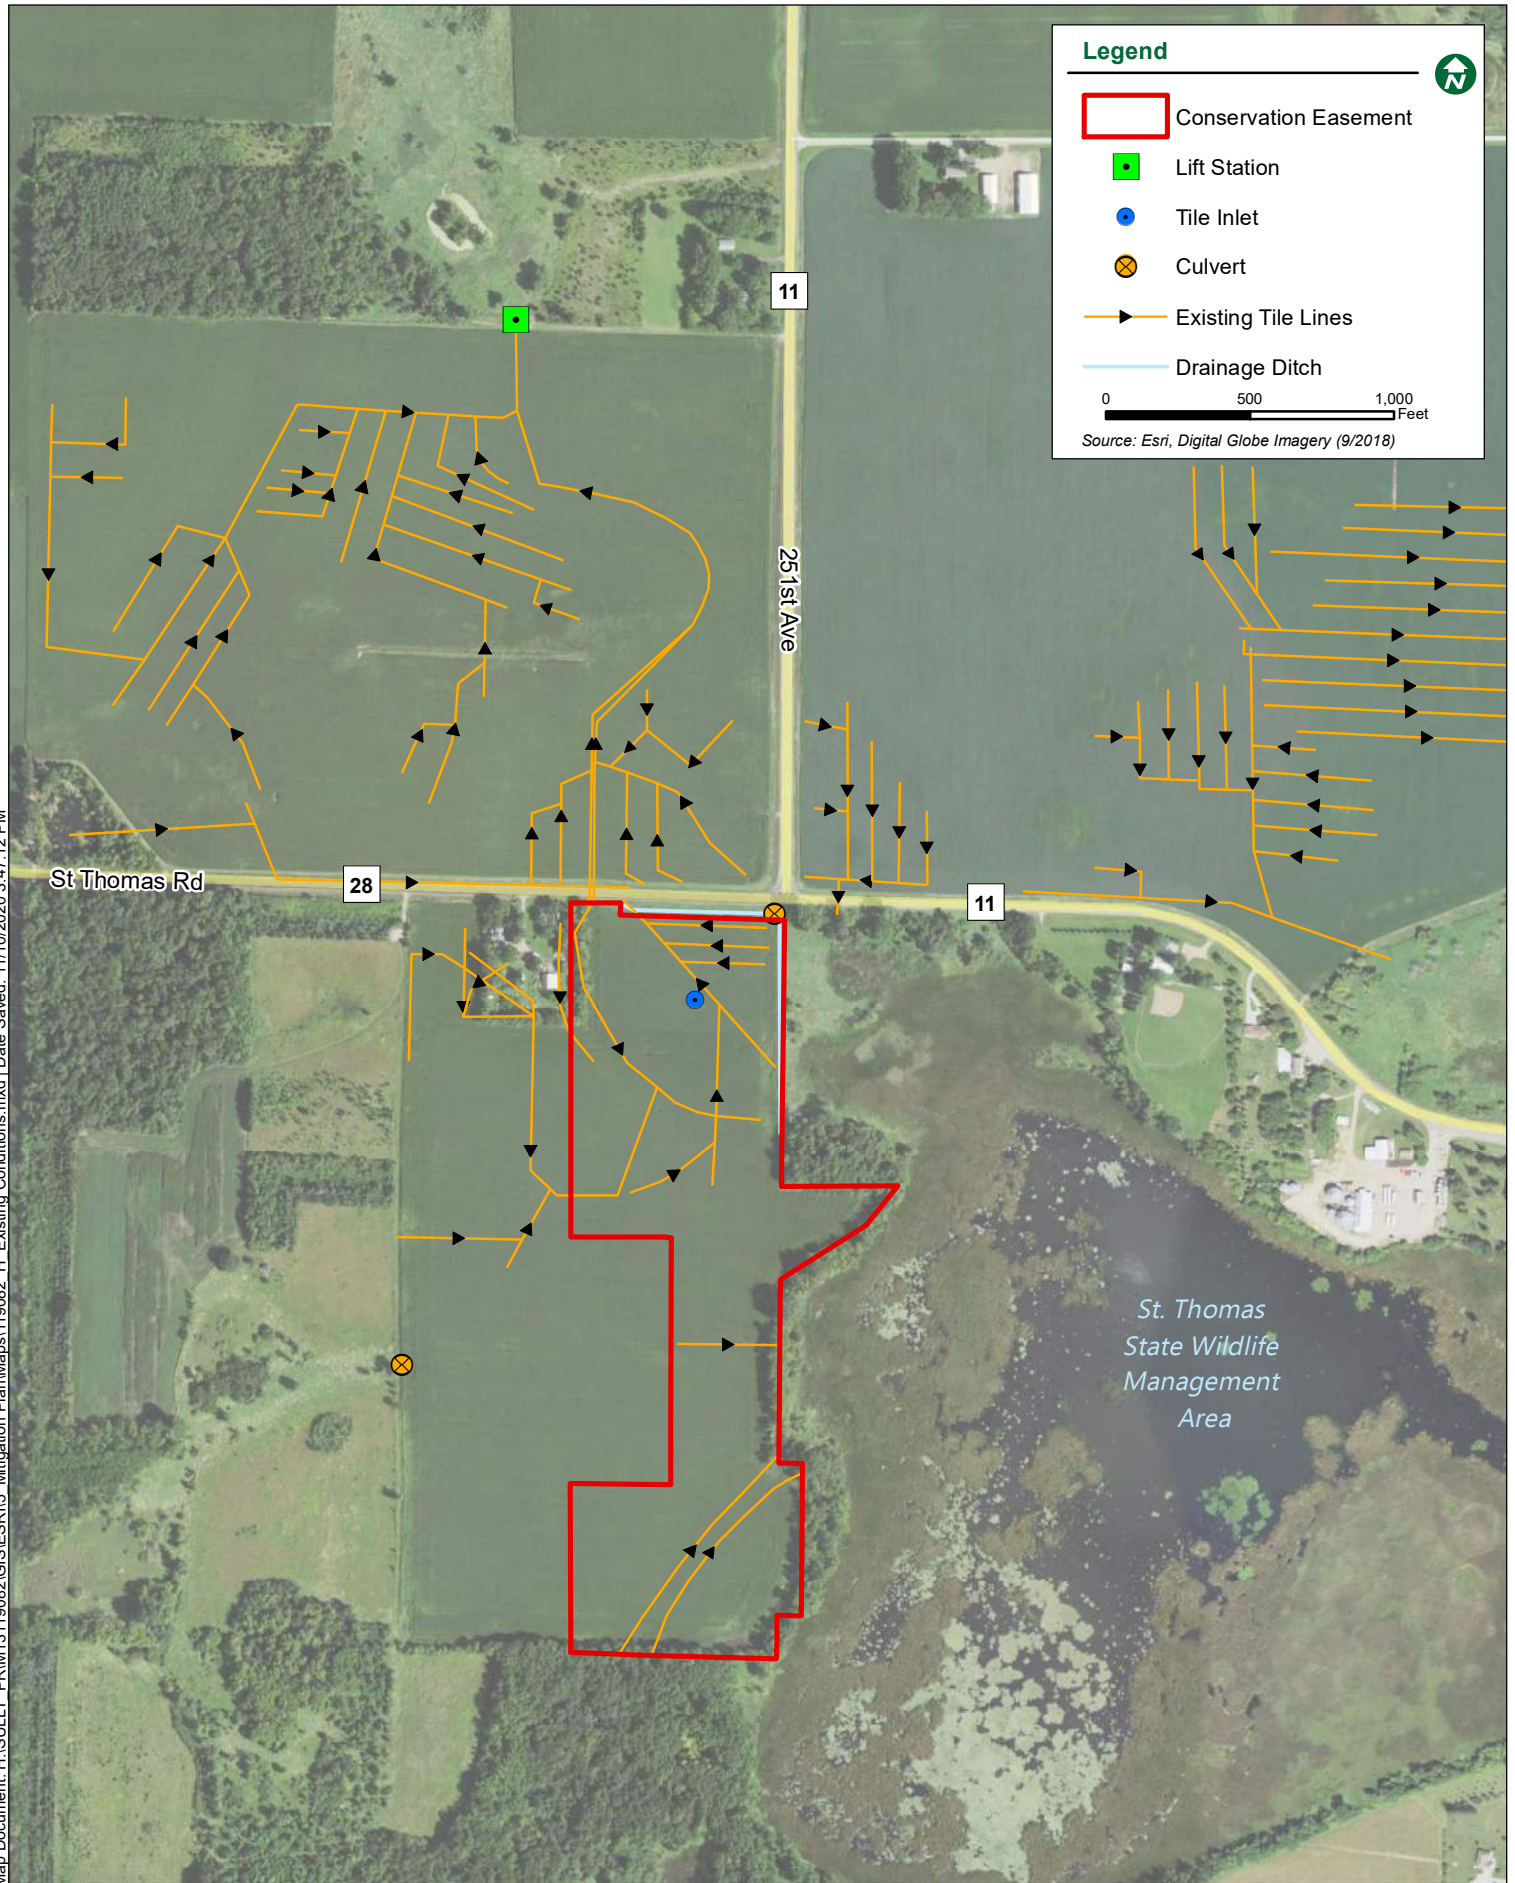 Legend
N
Conservation Easement
Lift Station
Tile Inlet
Culvert
Existing Tile Lines
Drainage Ditch
0 500 1,000
Feet
Source: Esri, Digital Globe Imagery (9/2018)
11
251st Ave
St Thomas Rd
28
11
St. Thomas
State Wildlife
Management
Area